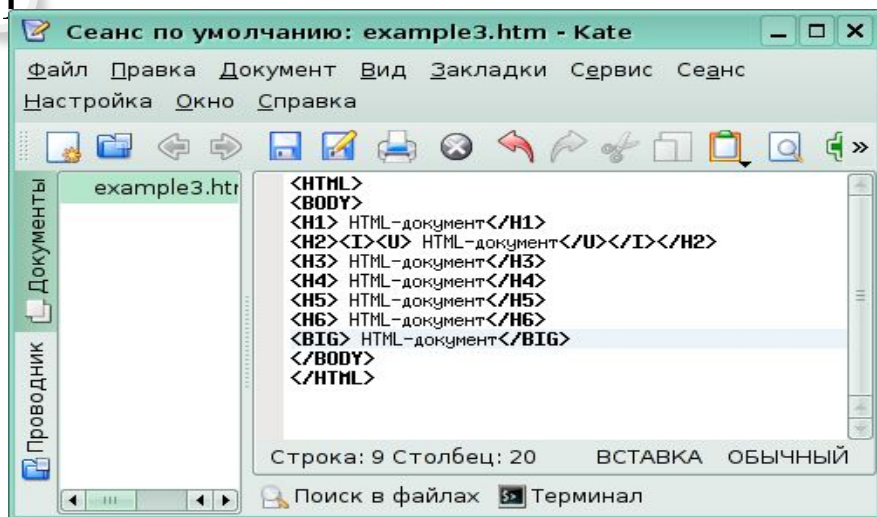 Сеанс по умолчанию: example3.htm - Kate
Файл Правка Документ Вид Закладки Сервис Сеанс
Настройка Окно Справка
Документы
Проводник
example3.htm
<HTML>
<BODY>
<H1> HTML-документ</H1>
<H2><I><U> HTML-документ</U></I></H2>
<H3> HTML-документ</H3>
<H4> HTML-документ</H4>
<H5> HTML-документ</H5>
<H6> HTML-документ</H6>
<BIG> HTML-документ</BIG>
</BODY>
</HTML>
Строка: 9 Столбец: 20 ВСТАВКА ОБЫЧНЫЙ
Поиск в файлах Терминал